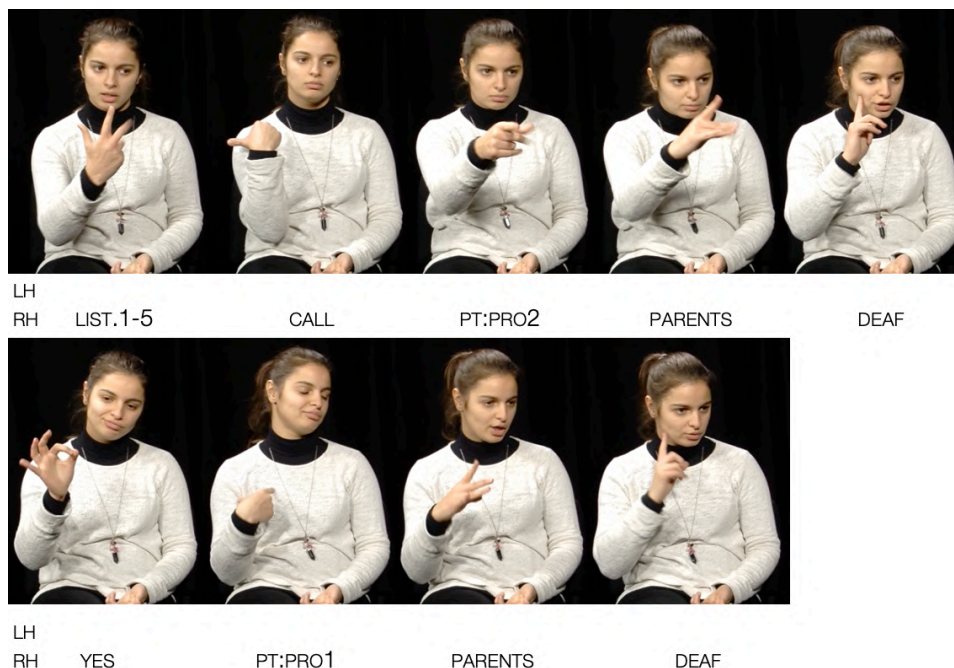 LH
RH LIST.1-5 CALL PT:PRO2 PARENTS DEAF
LH
RH YES PT:PRO1 PARENTS DEAF